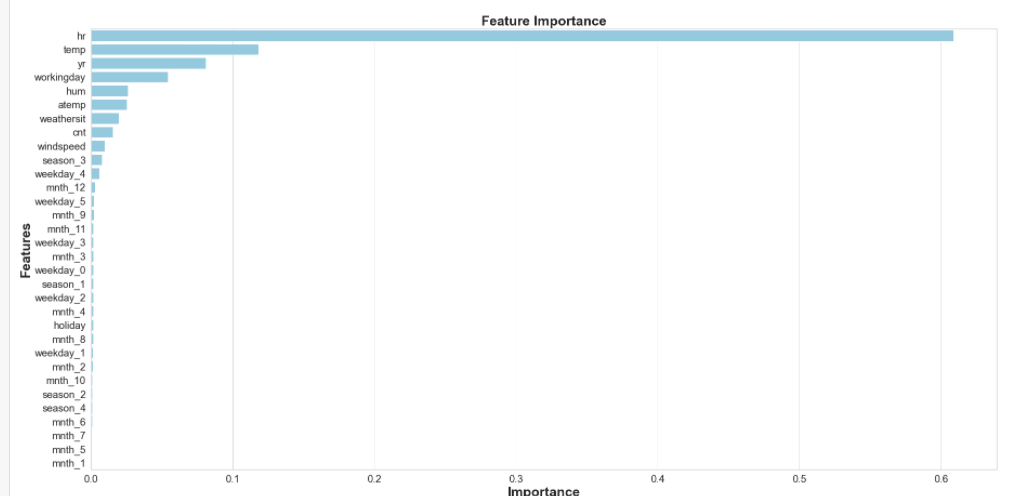 Feature Importance
hr
temp
yr
workingday
hum
atemp
weathersit
cnt
windspeed
season_3
weekday_4
mnth_12
weekday_5
mnth_9
mnth_11
weekday_3
mnth_3
weekday_0
season_1
weekday_2
mnth_4
holiday
mnth_8
weekday_1
mnth_2
mnth_10
season_2
season_4
mnth_6
mnth_7
mnth_5
mnth_1
Features
0.0 0.1 0.2 0.3 0.4 0.5 0.6
Importance